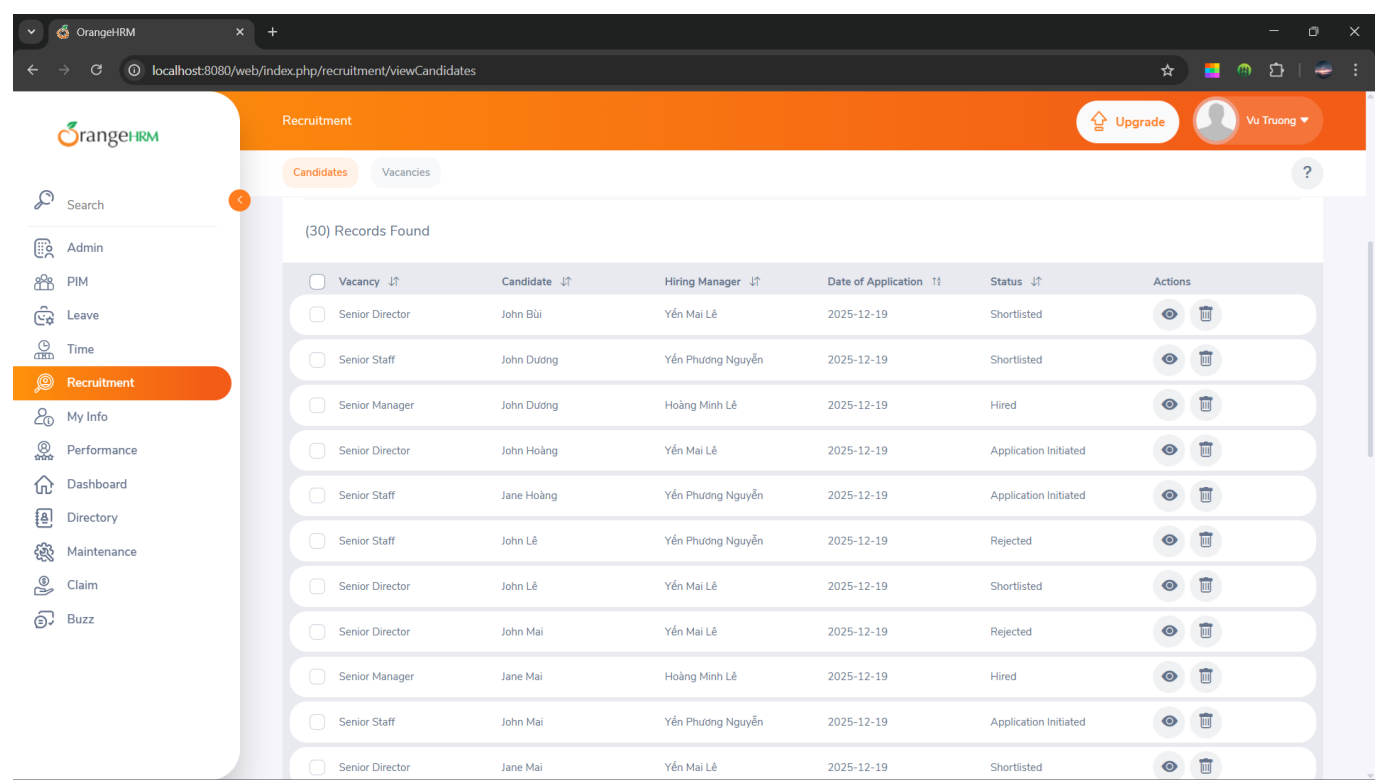 OrangeHRM
localhost:8080/web/index.php/recruitment/viewCandidates
OrangeHRM
Recruitment
Upgrade
Vu Truong
Candidates Vacancies
?
Search
Admin
PIM
Leave
Time
Recruitment
My Info
Performance
Dashboard
Directory
Maintenance
Claim
Buzz
(30) Records Found
Vacancy Candidate Hiring Manager Date of Application Status Actions
Senior Director John Bùi Yến Mai Lê 2025-12-19 Shortlisted
Senior Staff John Dương Yến Phương Nguyễn 2025-12-19 Shortlisted
Senior Manager John Dương Hoàng Minh Lê 2025-12-19 Hired
Senior Director John Hoàng Yến Mai Lê 2025-12-19 Application Initiated
Senior Staff Jane Hoàng Yến Phương Nguyễn 2025-12-19 Application Initiated
Senior Staff John Lê Yến Phương Nguyễn 2025-12-19 Rejected
Senior Director John Lê Yến Mai Lê 2025-12-19 Shortlisted
Senior Director John Mai Yến Mai Lê 2025-12-19 Rejected
Senior Manager Jane Mai Hoàng Minh Lê 2025-12-19 Hired
Senior Staff John Mai Yến Phương Nguyễn 2025-12-19 Application Initiated
Senior Director Jane Mai Yến Mai Lê 2025-12-19 Shortlisted